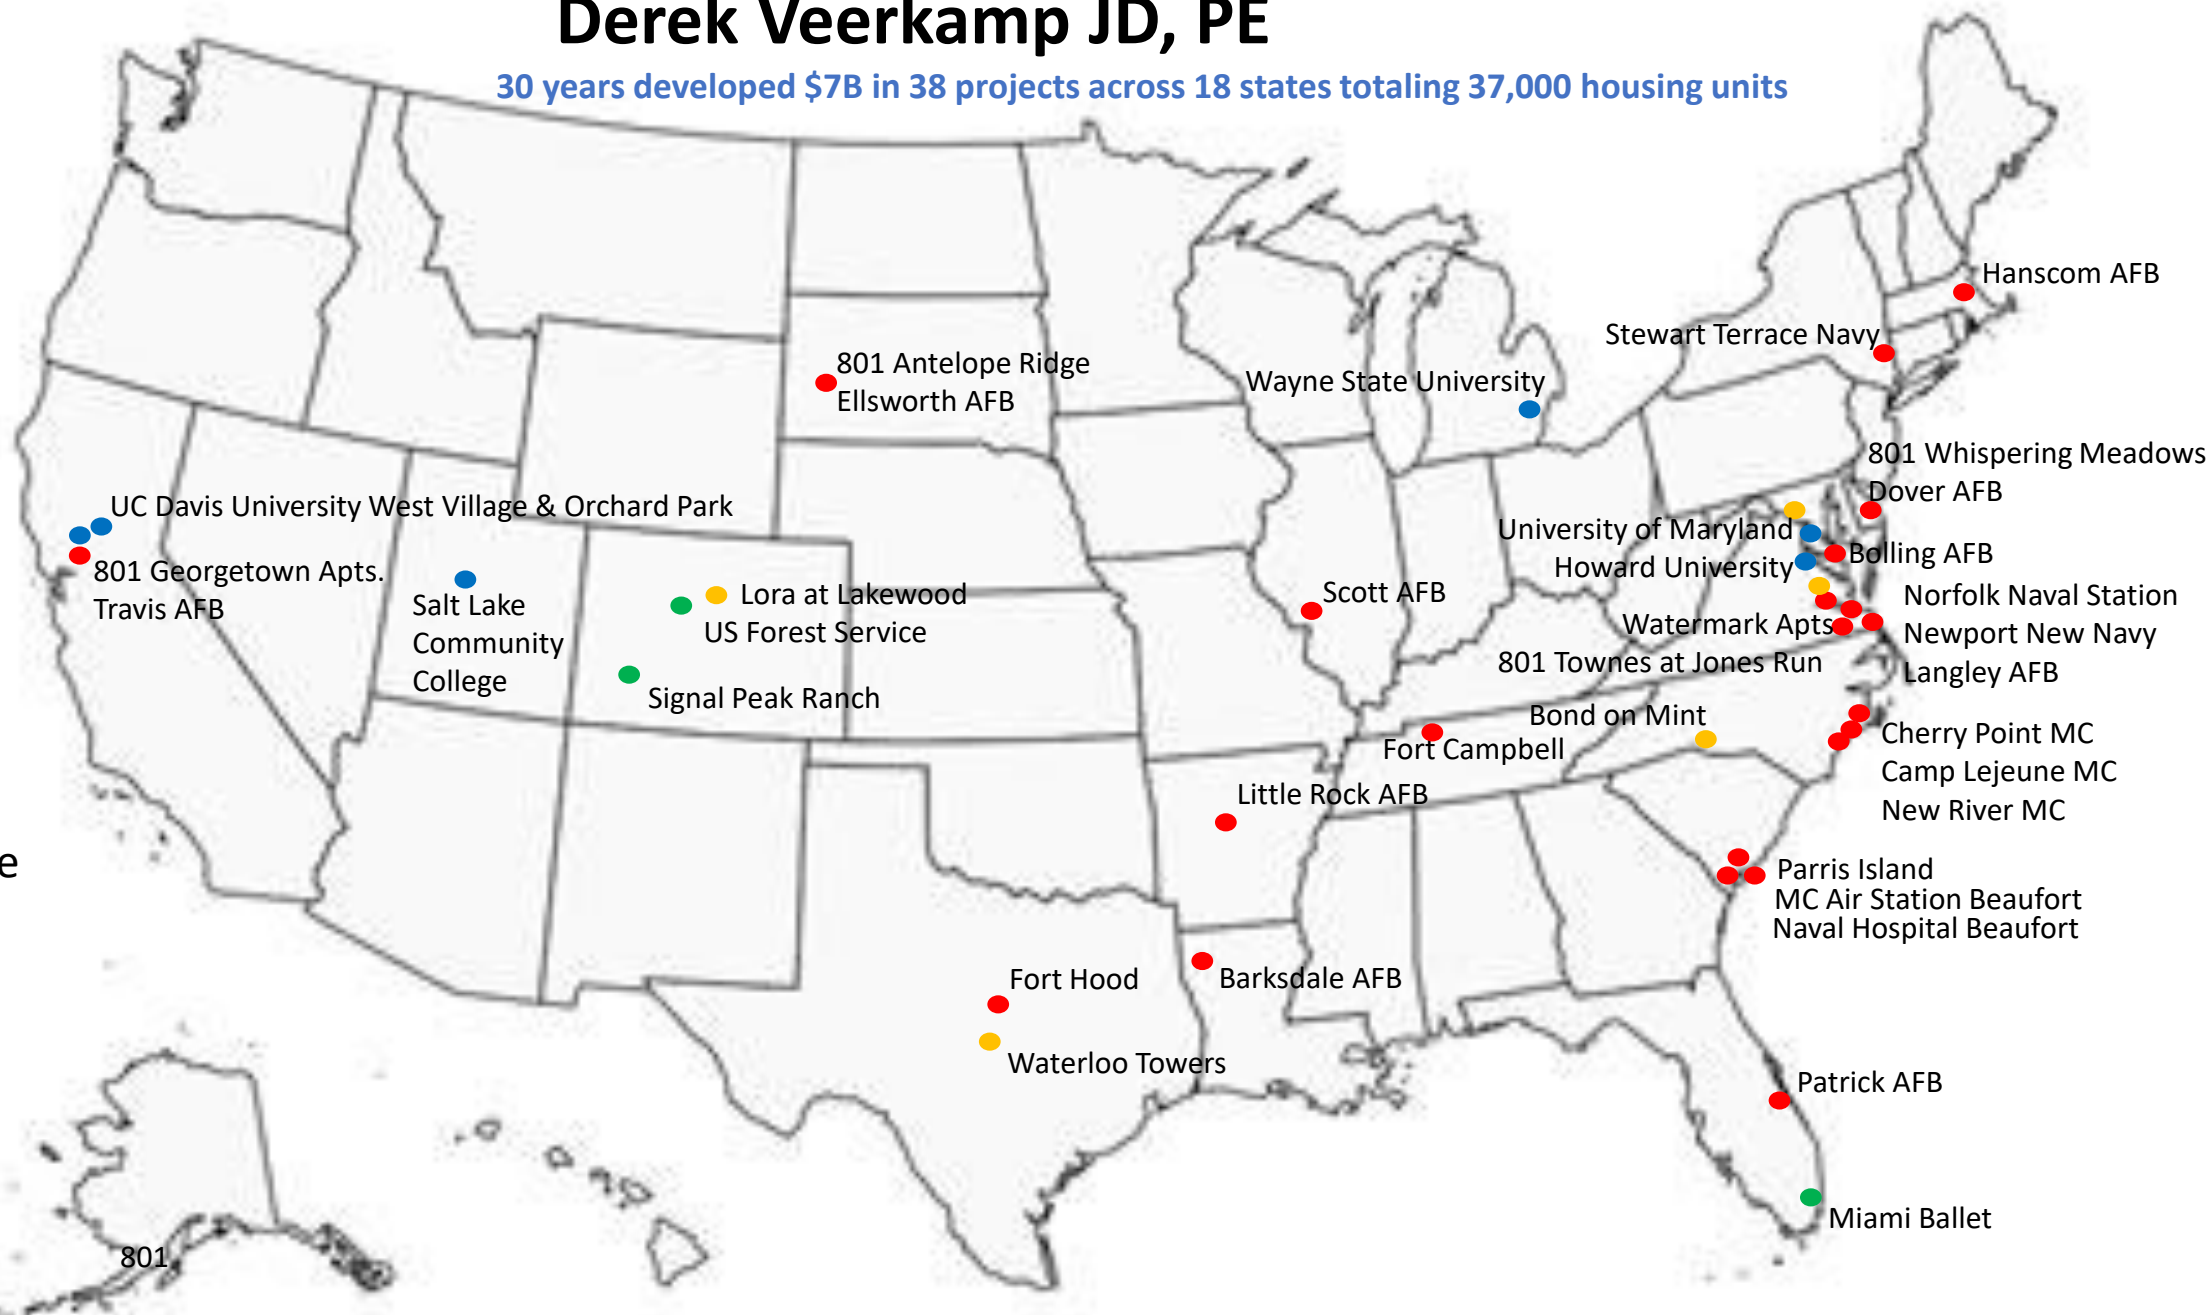 Derek Veerkamp JD, PE
30 years developed $7B in 38 projects across 18 states totaling 37,000 housing units
Hanscom AFB
Stewart Terrace Navy
801 Antelope Ridge
Ellsworth AFB
Wayne State University
801 Whispering Meadows
Dover AFB
UC Davis University West Village & Orchard Park
801 Georgetown Apts.
Travis AFB
University of Maryland
Howard University
Bolling AFB
Salt Lake
Community
College
Lora at Lakewood
US Forest Service
Signal Peak Ranch
Scott AFB
Watermark Apts
801 Townes at Jones Run
Norfolk Naval Station
Newport New Navy
Langley AFB
Bond on Mint
Fort Campbell
Cherry Point MC
Camp Lejeune MC
New River MC
Little Rock AFB
e
Parris Island
MC Air Station Beaufort
Naval Hospital Beaufort
Fort Hood
Barksdale AFB
Waterloo Towers
Patrick AFB
Miami Ballet
801